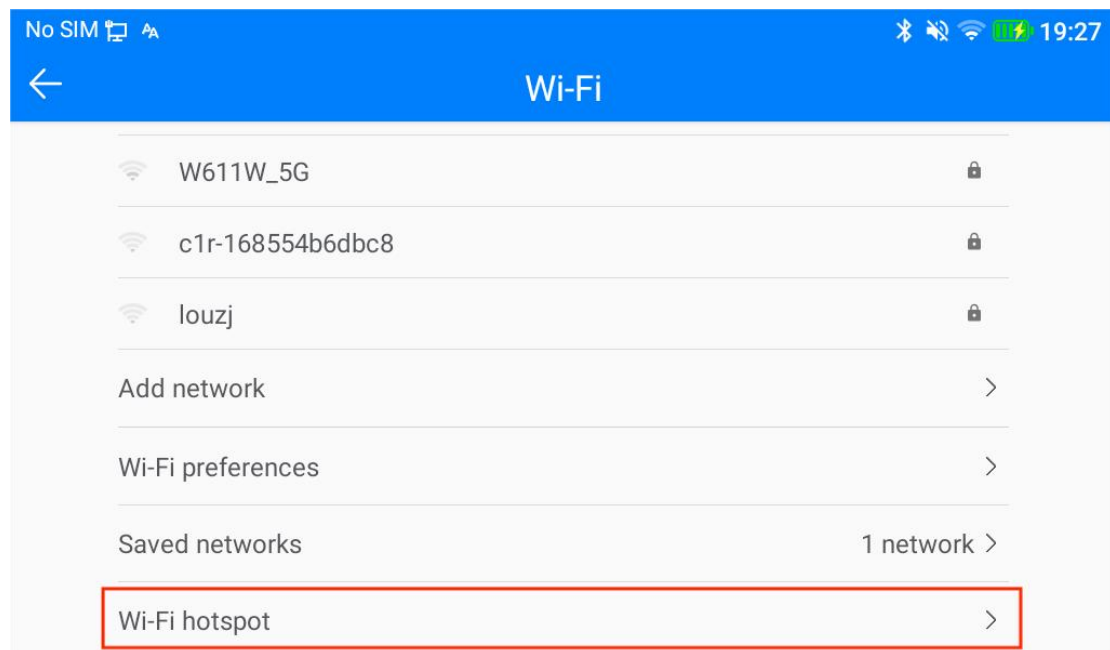 No SIM 19:27
Wi-Fi
W611W_5G
c1r-168554b6dbc8
louzj
Add network
Wi-Fi preferences
Saved networks 1 network
Wi-Fi hotspot